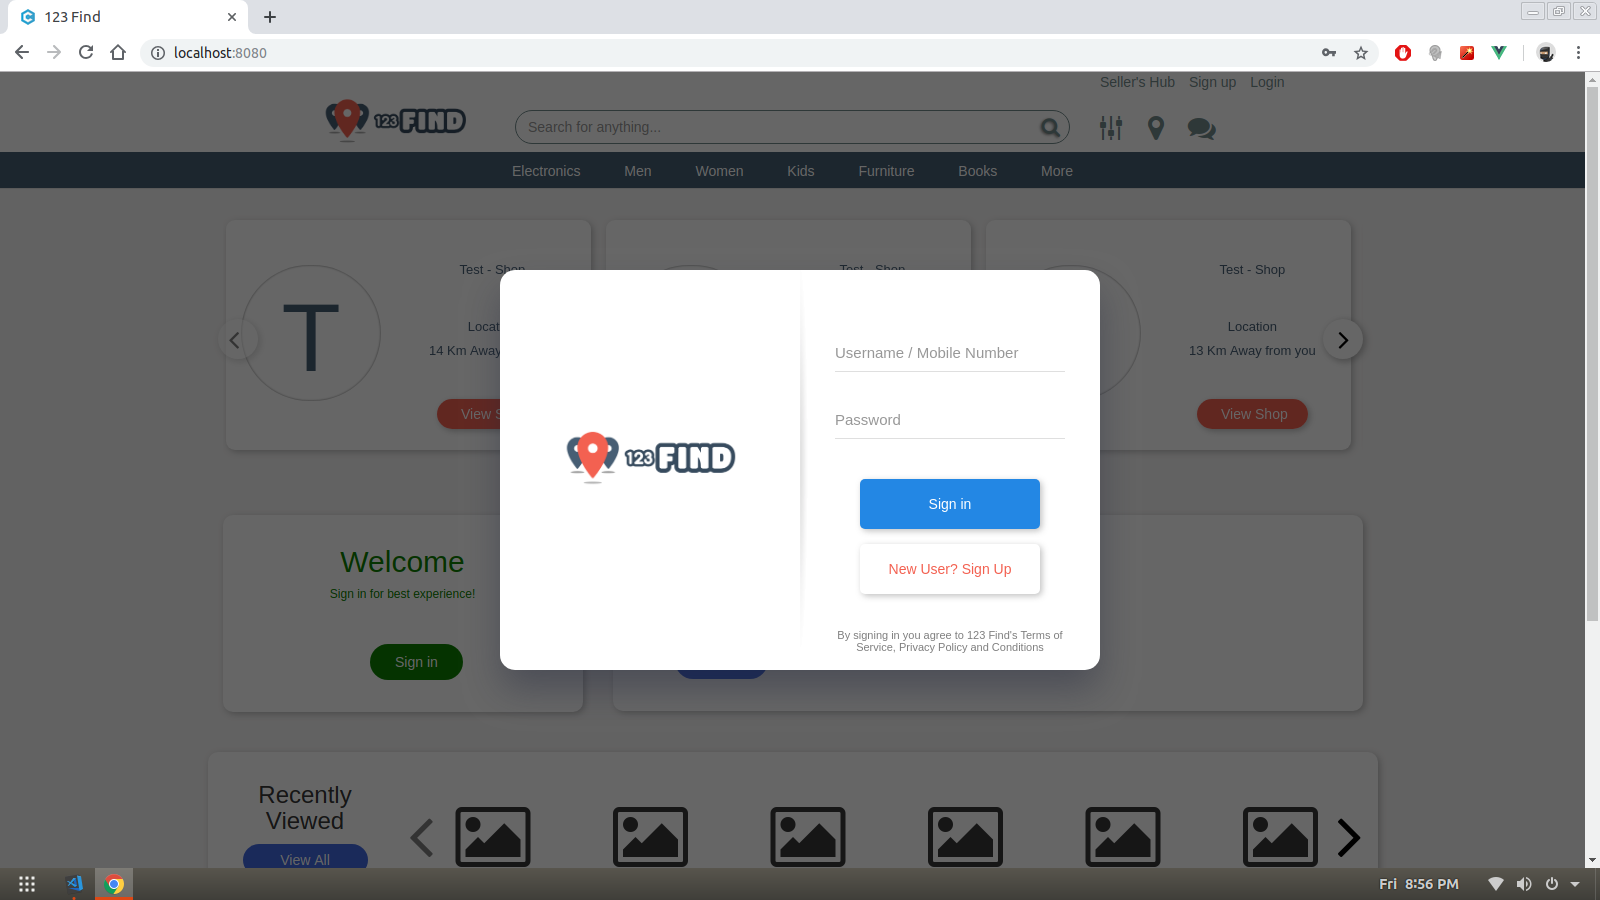 123 Find
localhost:8080
Seller's Hub Sign up Login
123 FIND
Search for anything...
Electronics Men Women Kids Furniture Books More
Test - Shop
T
Locat
14 Km Away
View S
Test - Shop
Test - Shop
Location
13 Km Away from you
View Shop
123 FIND
Username / Mobile Number
Password
Sign in
New User? Sign Up
By signing in you agree to 123 Find's Terms of
Service, Privacy Policy and Conditions
Welcome
Sign in for best experience!
Sign in
Recently
Viewed
View All
Fri 8:56 PM